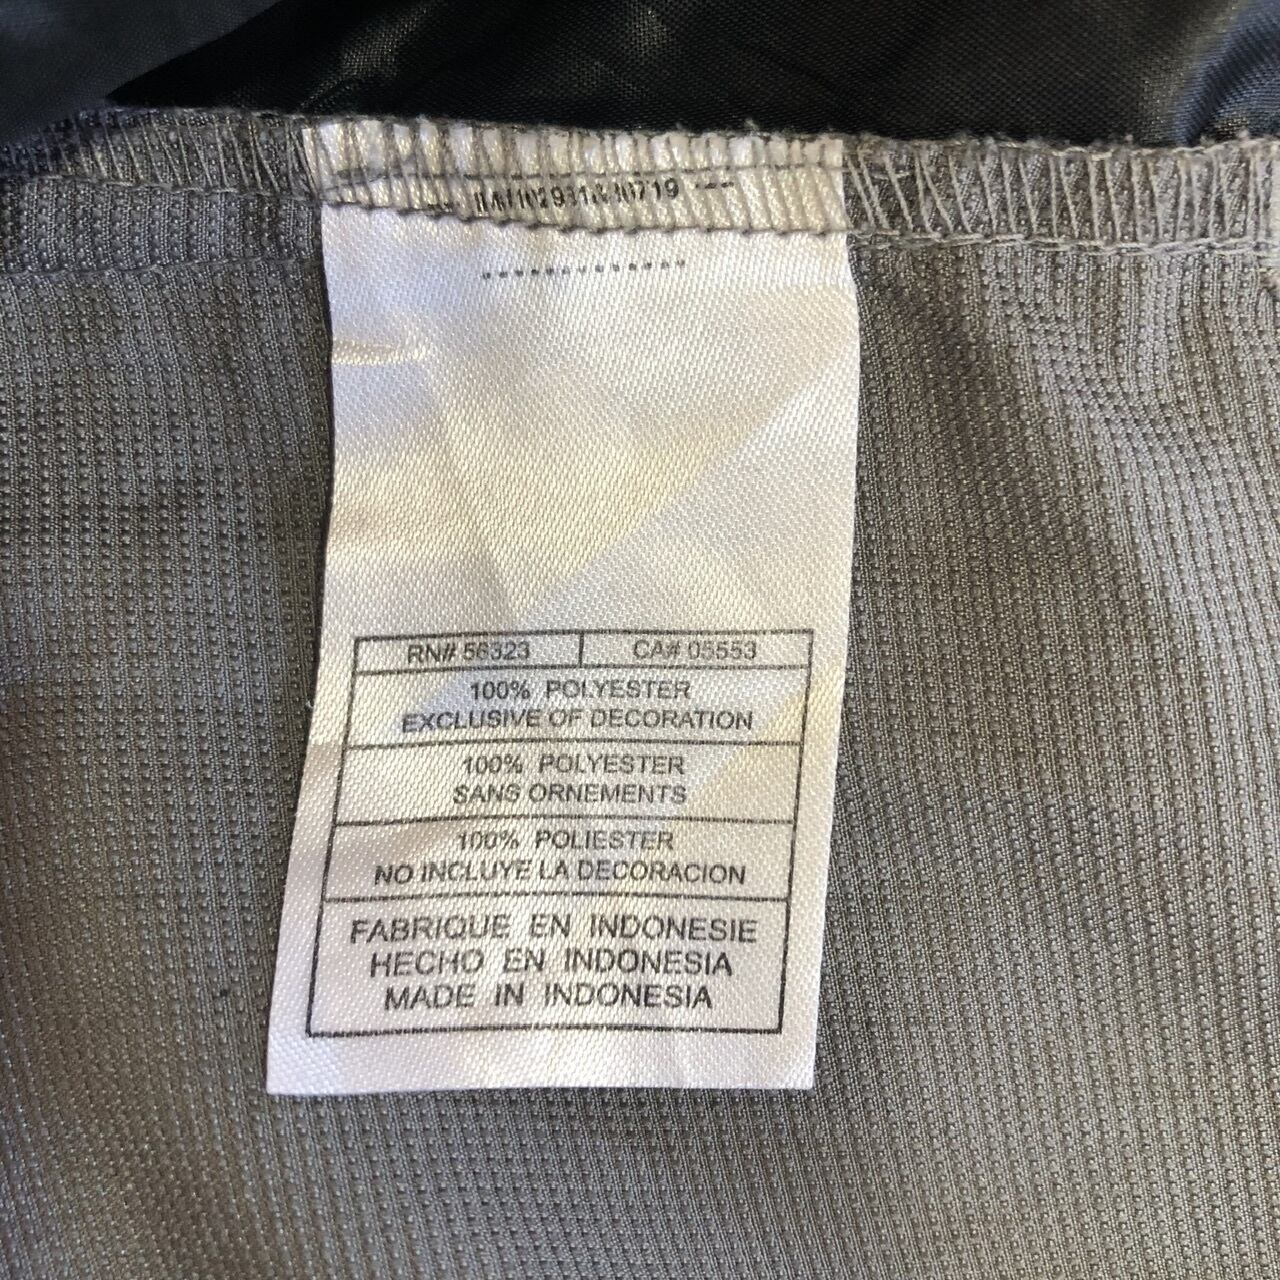 RN# 56323 CA# 05553
100% POLYESTER
EXCLUSIVE OF DECORATION
100% POLYESTER
SANS ORNEMENTS
100% POLIESTER
NO INCLUYE LA DECORACION
FABRIQUE EN INDONESIE
HECHO EN INDONESIA
MADE IN INDONESIA